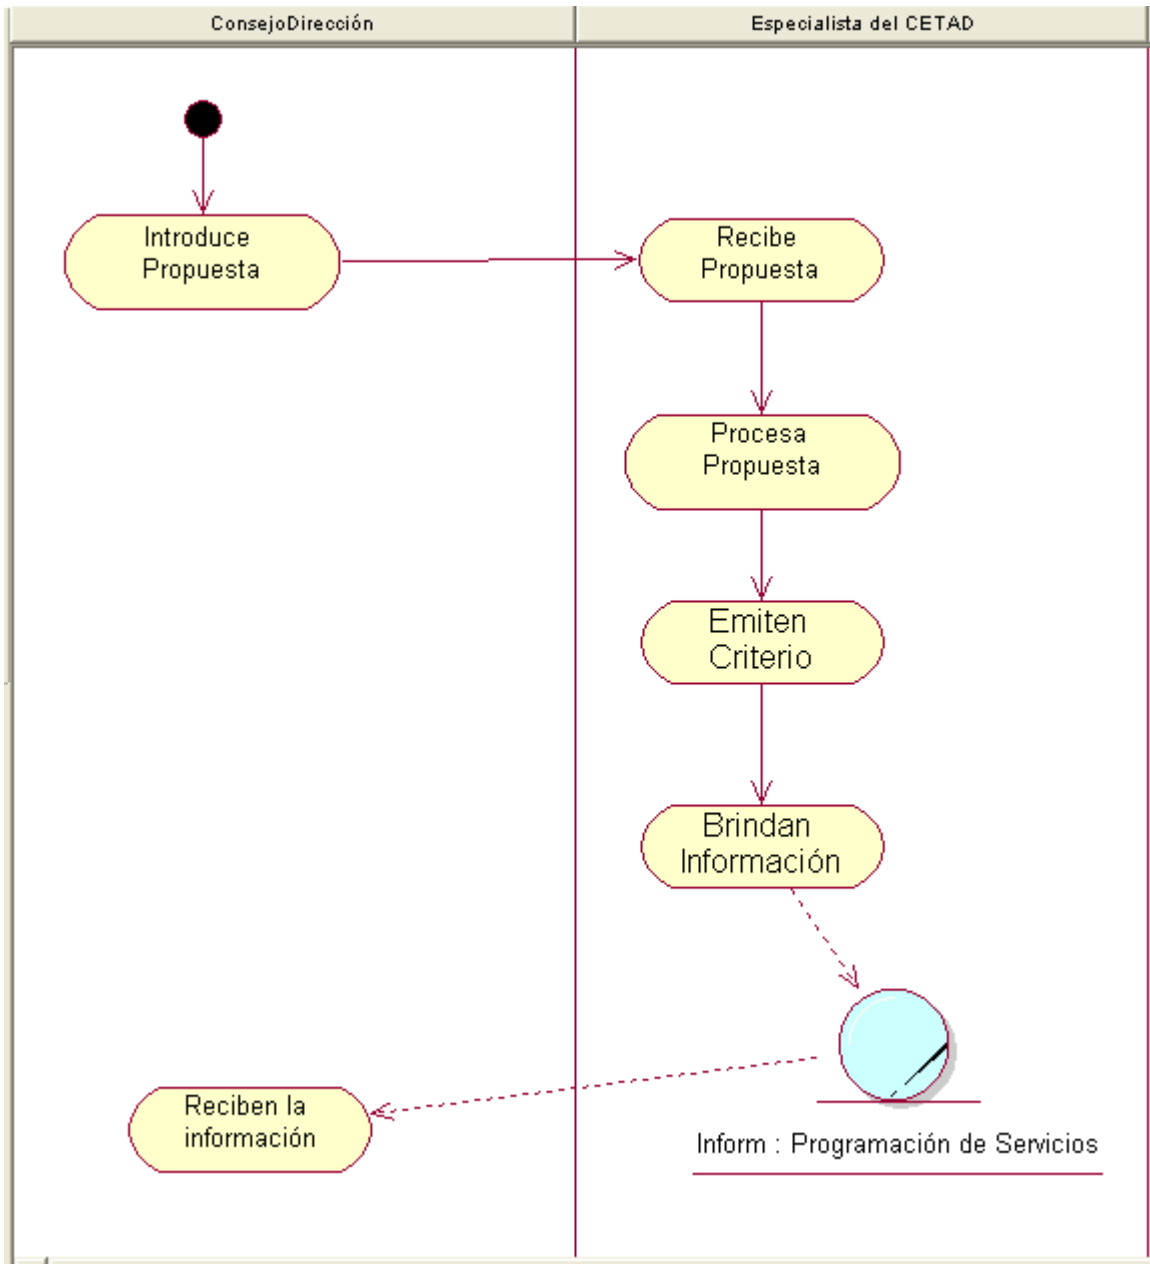 ConsejoDirección
Especialista del CETAD
Introduce
Propuesta
Recibe
Propuesta
Procesa
Propuesta
Emiten
Criterio
Brindan
Información
Reciben la
información
Inform : Programación de Servicios